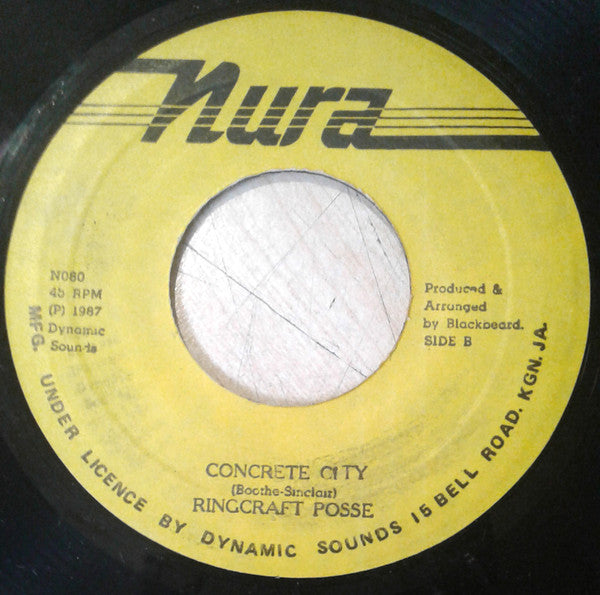 nura
N080
45 RPM
(P) 1987
Dynamic
Sounds
Produced &
Arranged
by Blackbeard.
SIDE B
CONCRETE CITY
(Boothe-Sinclair)
RINGCRAFT POSSE
MFG. UNDER LICENCE BY DYNAMIC SOUNDS 15 BELL ROAD. KGN. JA.